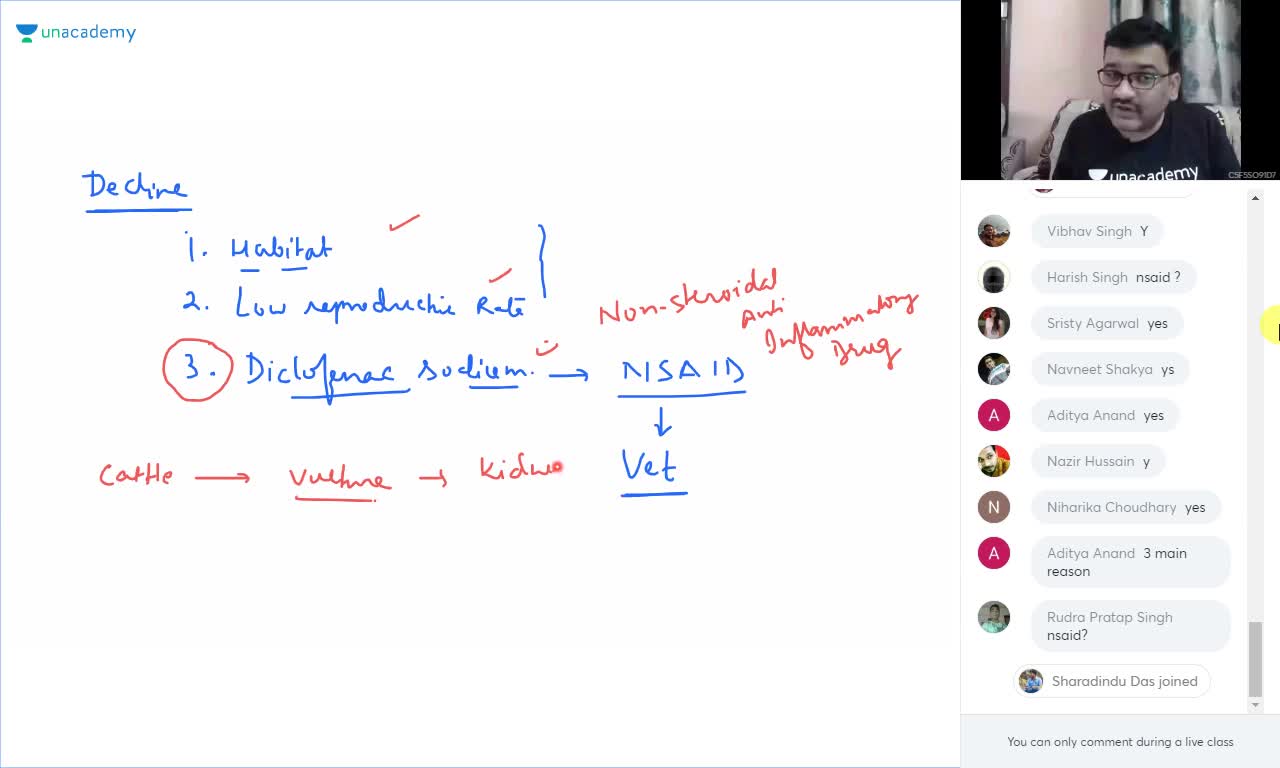 unacademy
Decline
1. Habitat
2. Low reproductive Rate
Non-steroidal
Anti
Inflammatory
Drug
3. Diclofenac sodium. → NSAID
↓
Cattle → Vulture → Kidne
Vet
unacademy
CSFSSO91D7
Vibhav Singh Y
Harish Singh nsaid ?
Sristy Agarwal yes
Navneet Shakya ys
A
Aditya Anand yes
Nazir Hussain y
N
Niharika Choudhary yes
A
Aditya Anand 3 main
reason
Rudra Pratap Singh
nsaid?
Sharadindu Das joined
You can only comment during a live class